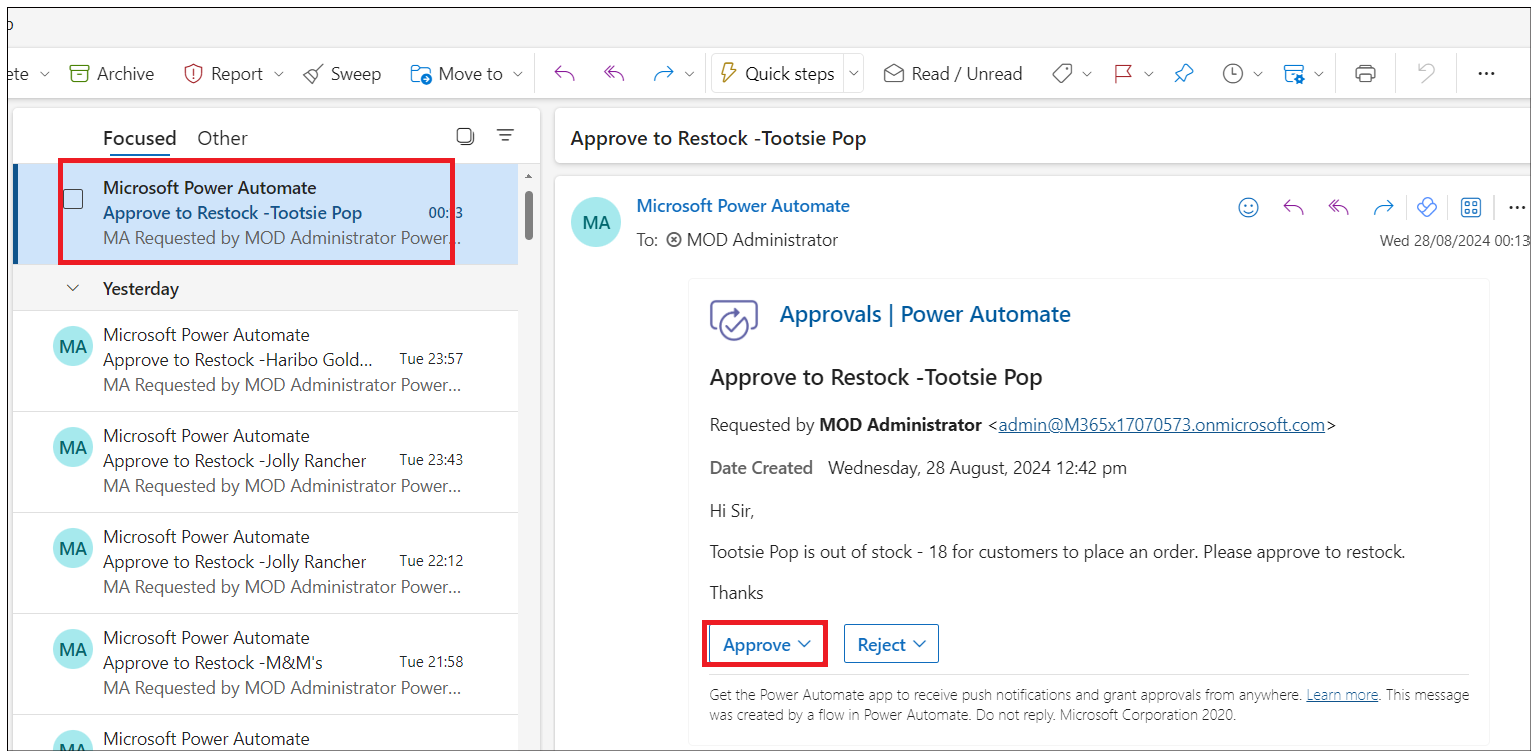 Archive Report Sweep Move to Quick steps Read / Unread
Focused Other
Microsoft Power Automate
Approve to Restock -Tootsie Pop
MA Requested by MOD Administrator Power...
Yesterday
MA
Microsoft Power Automate
Approve to Restock -Haribo Gold... Tue 23:57
MA Requested by MOD Administrator Power...
MA
Microsoft Power Automate
Approve to Restock -Jolly Rancher Tue 23:43
MA Requested by MOD Administrator Power...
MA
Microsoft Power Automate
Approve to Restock -Jolly Rancher Tue 22:12
MA Requested by MOD Administrator Power...
MA
Microsoft Power Automate
Approve to Restock -M&M's Tue 21:58
MA Requested by MOD Administrator Power...
MA
Microsoft Power Automate
Approve to Restock -Tootsie Pop
MA
Microsoft Power Automate
To: MOD Administrator
Wed 28/08/2024 00:13
Approvals | Power Automate
Approve to Restock -Tootsie Pop
Requested by MOD Administrator <admin@M365x17070573.onmicrosoft.com>
Date Created Wednesday, 28 August, 2024 12:42 pm
Hi Sir,
Tootsie Pop is out of stock - 18 for customers to place an order. Please approve to restock.
Thanks
Approve Reject
Get the Power Automate app to receive push notifications and grant approvals from anywhere. Learn more. This message
was created by a flow in Power Automate. Do not reply. Microsoft Corporation 2020.